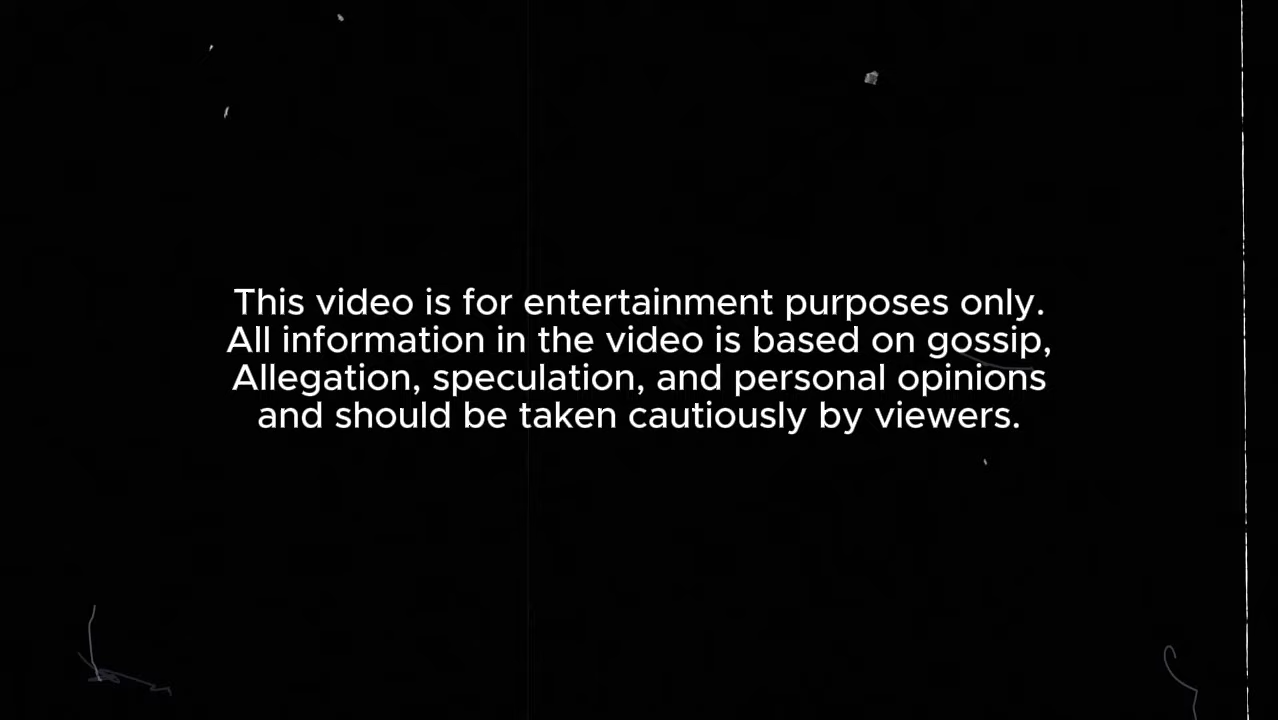 This video is for entertainment purposes only.
All information in the video is based on gossip,
Allegation, speculation, and personal opinions
and should be taken cautiously by viewers.